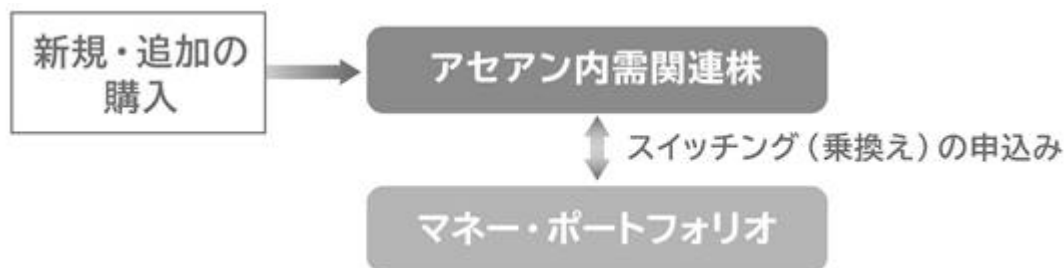 新規・追加の
購入
アセアン内需関連株
スイッチング（乗換え）の申込み
マネー・ポートフォリオ